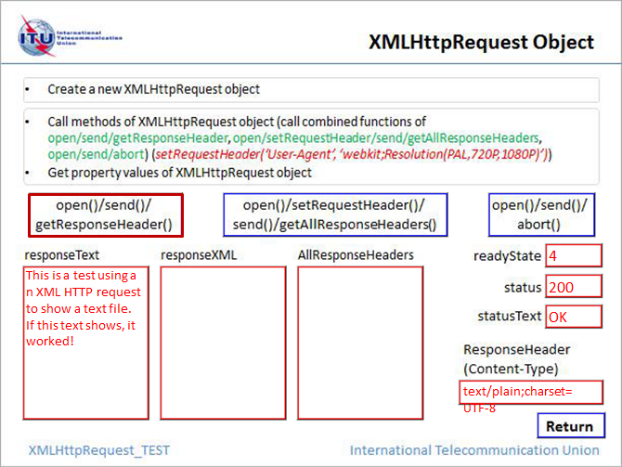 ITU
International
Telecommunication
Union
XMLHttpRequest Object
• Create a new XMLHttpRequest object
• Call methods of XMLHttpRequest object (call combined functions of
open/send/getResponseHeader, open/setRequestHeader/send/getAllResponseHeaders,
open/send/abort) (setRequestHeader('User-Agent', 'webkit;Resolution(PAL,720P,1080P)'))
• Get property values of XMLHttpRequest object
open()/send()/
getResponseHeader()
open()/setRequestHeader()/
send()/getAllResponseHeaders()
open()/send()/
abort()
responseText
This is a test using a
n XML HTTP request
to show a text file.
If this text shows, it
worked!
responseXML
AllResponseHeaders
readyState 4
status 200
statusText OK
ResponseHeader
(Content-Type)
text/plain;charset=
UTF-8
Return
XMLHttpRequest_TEST
International Telecommunication Union